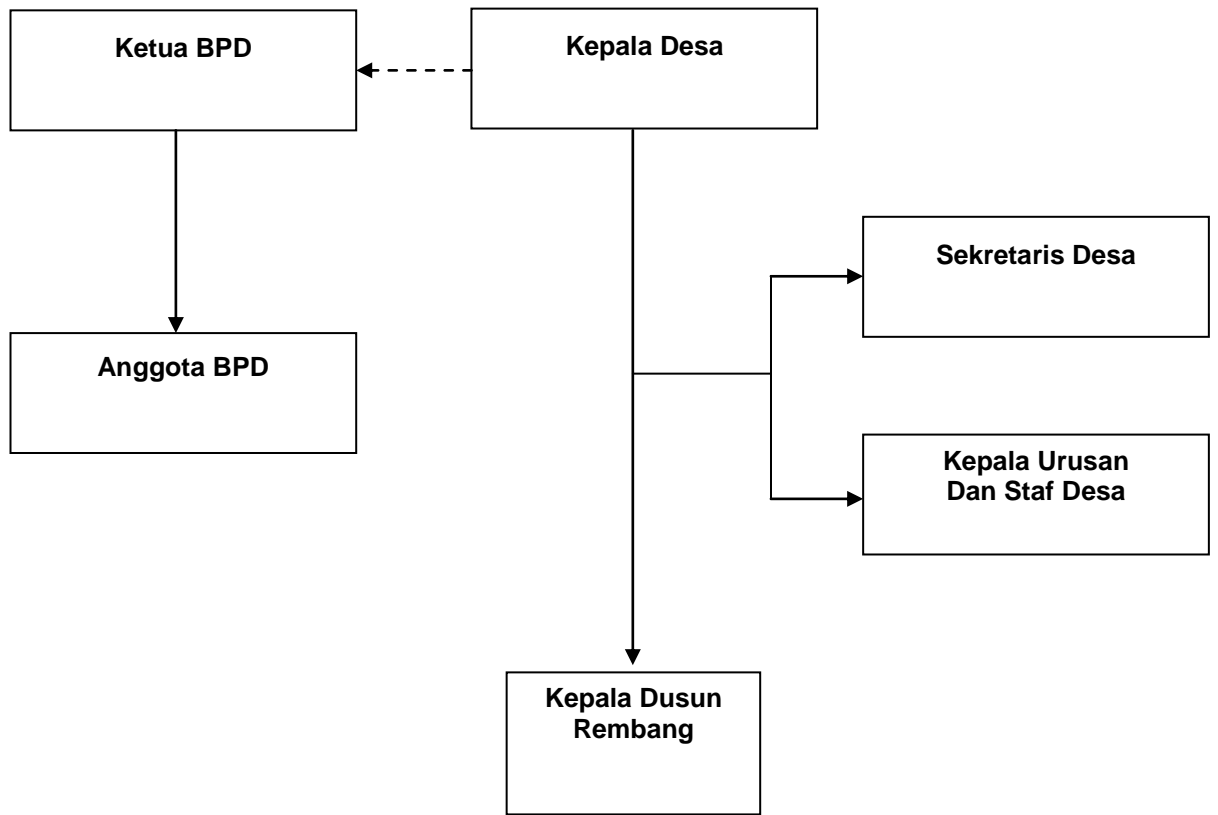 Ketua BPD
Kepala Desa
Sekretaris Desa
Anggota BPD
Kepala Urusan
Dan Staf Desa
Kepala Dusun
Rembang